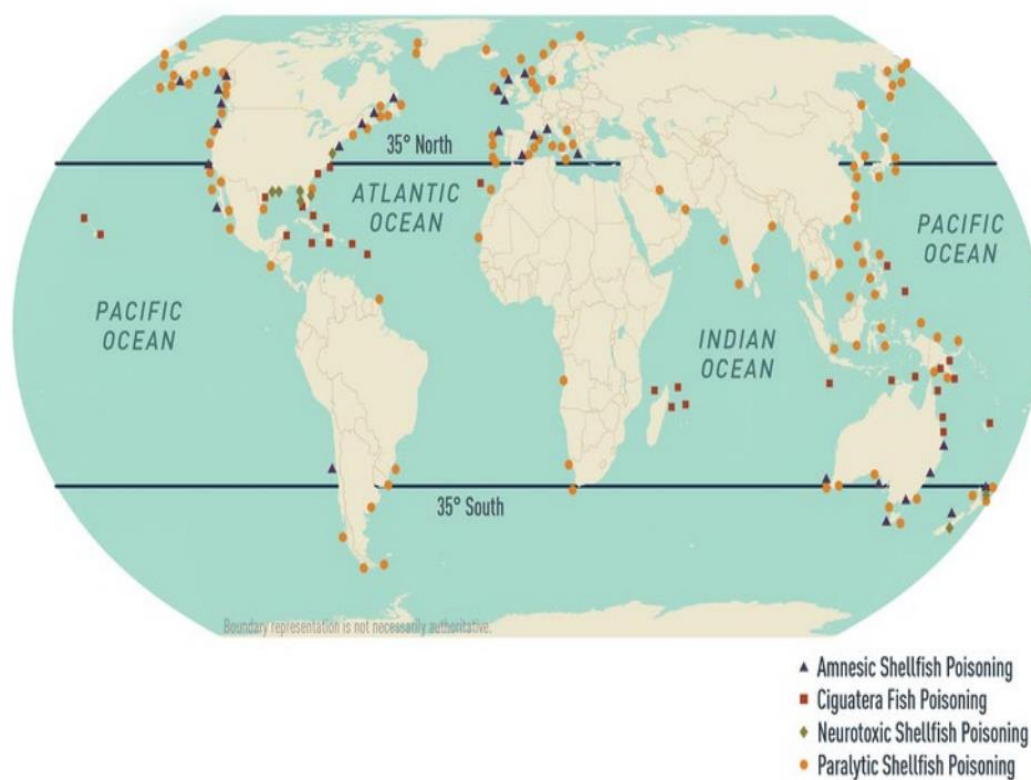 35° North
ATLANTIC
OCEAN
PACIFIC
OCEAN
PACIFIC
OCEAN
INDIAN
OCEAN
35° South
Boundary representation is not necessarily authoritative.
Amnesic Shellfish Poisoning
Ciguatera Fish Poisoning
Neurotoxic Shellfish Poisoning
Paralytic Shellfish Poisoning